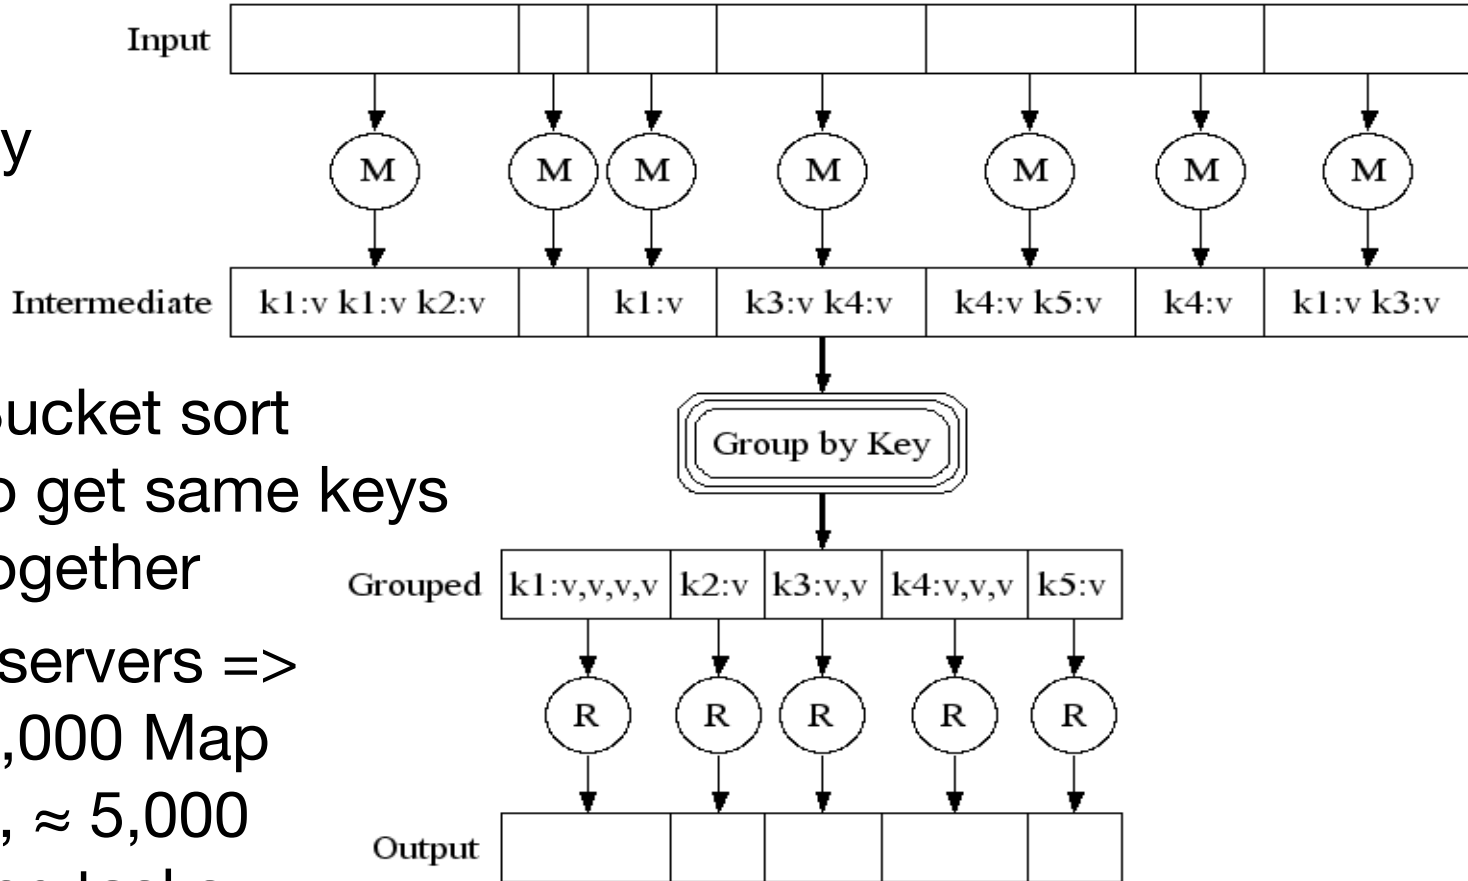 Input
y
M M M M M M M
Intermediate k1:v k1:v k2:v k1:v k3:v k4:v k4:v k5:v k4:v k1:v k3:v
ucket sort
Group by Key
get same keys
ogether
Grouped k1:v,v,v,v k2:v k3:v,v k4:v,v,v k5:v
servers =>
R R R R R
,000 Map
, ≈ 5,000
Output